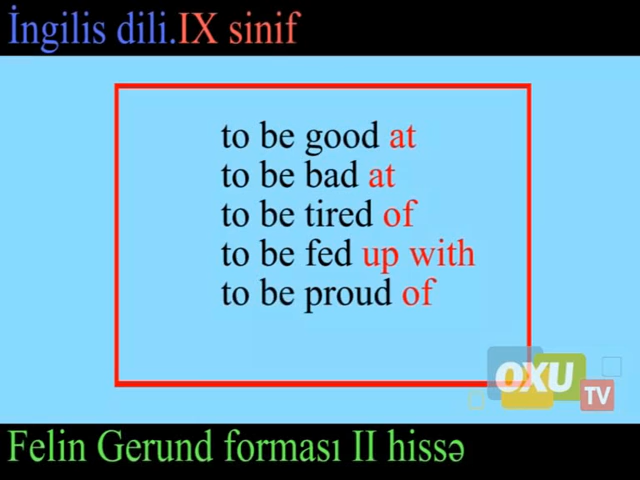 İngilis dili.IX sinif
to be good at
to be bad at
to be tired of
to be fed up with
to be proud of
OXU
TV
Felin Gerund forması II hissə